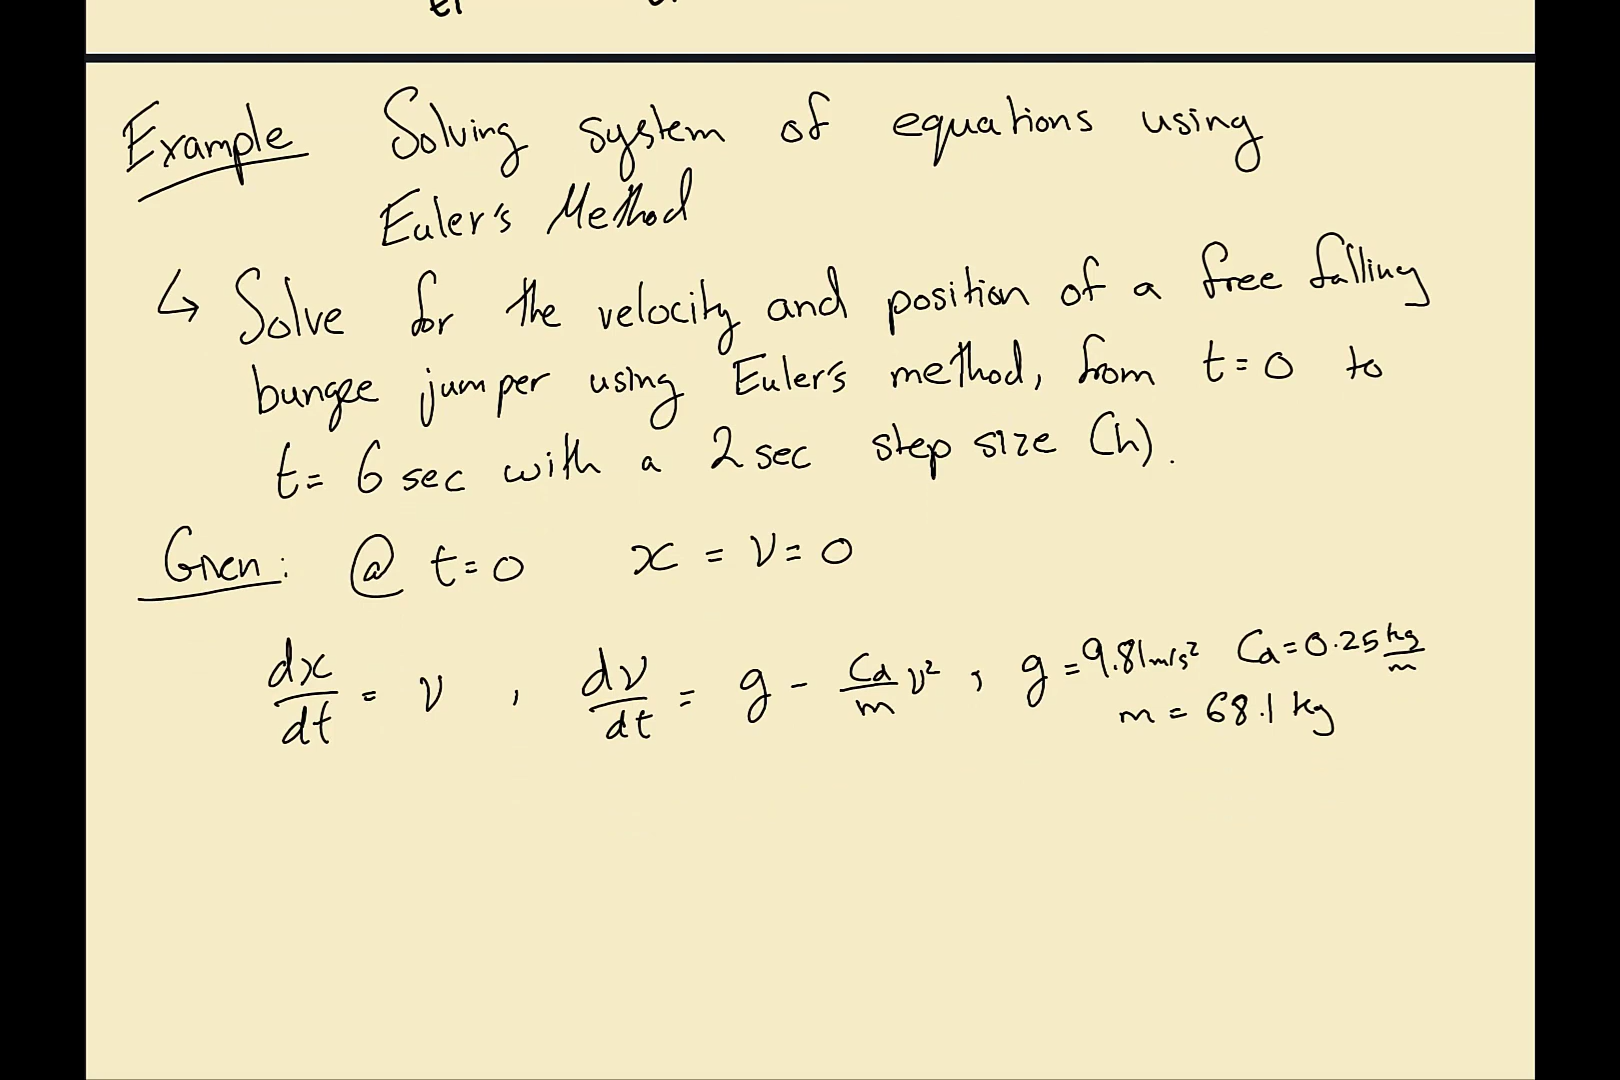 Example Solving system of equations using
Euler's Method
↳ Solve for the velocity and position of a free falling
bungee jumper using Euler's method, from t=0 to
t= 6 sec with a 2 sec step size (h).
Given: @ t=0 x = v=0
dx/dt = v , dv/dt = g - Cd/m v² , g=9.81m/s² Cd=0.25 kg/m
m = 68.1 kg